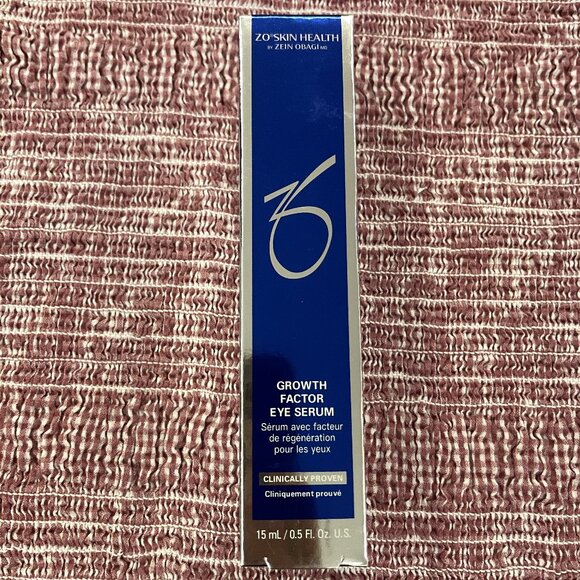 ZO® SKIN HEALTH
BY ZEIN OBAGI MD
GROWTH
FACTOR
EYE SERUM
Sérum avec facteur
de régénération
pour les yeux
CLINICALLY PROVEN
Cliniquement prouvé
15 mL / 0.5 Fl. Oz. U.S.